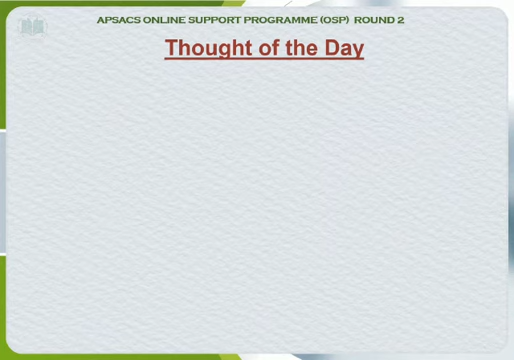 APSACS ONLINE SUPPORT PROGRAMME (OSP) ROUND 2
Thought of the Day